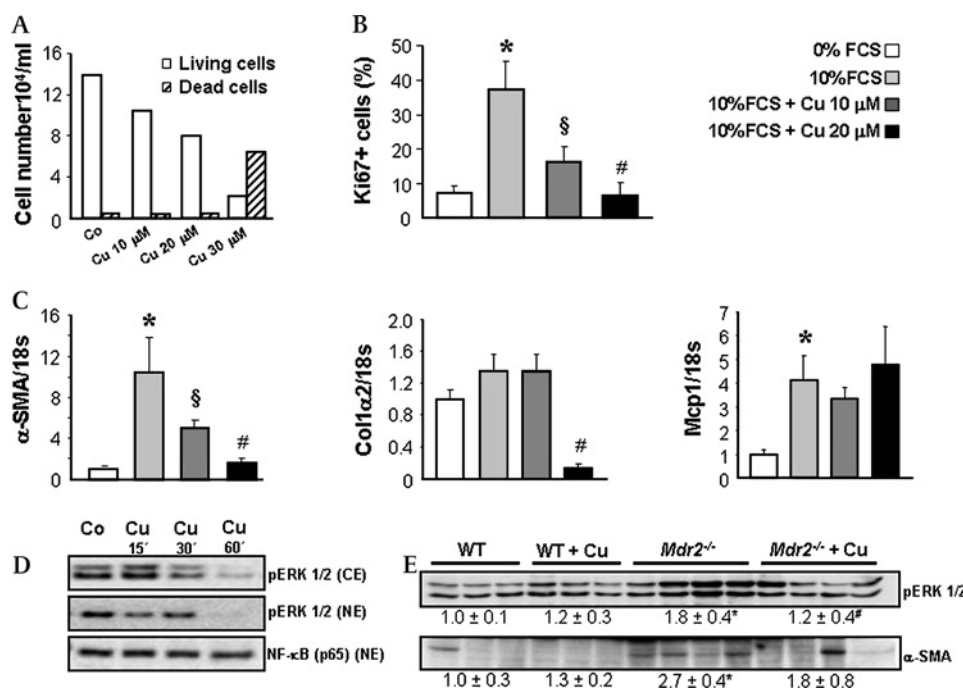 A
Cell number10⁴/ml
16
12
8
4
0
Living cells
Dead cells
Co
Cu 10 µM
Cu 20 µM
Cu 30 µM
B
Ki67+ cells (%)
50
40
30
20
10
0
*
§
#
0% FCS
10%FCS
10%FCS + Cu 10 µM
10%FCS + Cu 20 µM
C
α-SMA/18s
16
12
8
4
0
*
§
#
Col1α2/18s
2.0
1.6
1.2
0.8
0.4
0
#
Mcp1/18s
7
6
5
4
3
2
1
0
*
D
Co Cu Cu Cu
15´ 30´ 60´
pERK 1/2 (CE)
pERK 1/2 (NE)
NF-κB (p65) (NE)
E
WT WT + Cu Mdr2-/- Mdr2-/- + Cu
pERK 1/2
1.0 ± 0.1 1.2 ± 0.3 1.8 ± 0.4* 1.2 ± 0.4#
α-SMA
1.0 ± 0.3 1.3 ± 0.2 2.7 ± 0.4* 1.8 ± 0.8